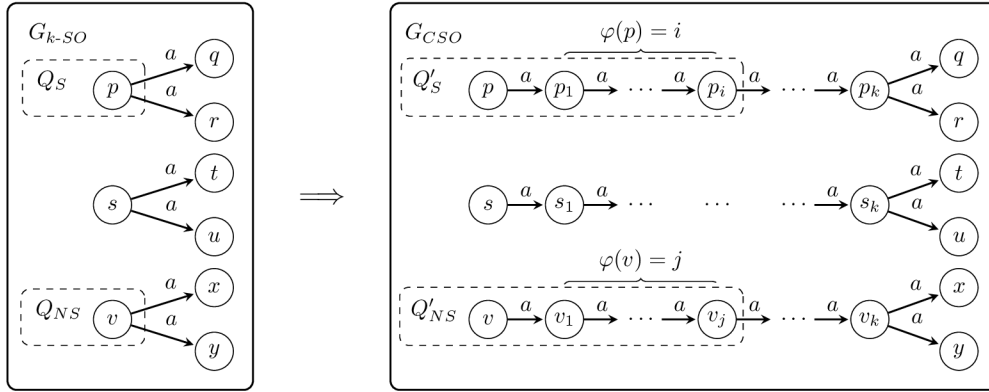 G_{k-SO}
a q
Q_S p
a r
a t
s
a u
a x
Q_{NS} v
a y
⟹
G_{CSO} φ(p) = i
Q'_S p a p_1 a ⋯ a p_i a ⋯ a p_k a q
a r
s a s_1 a ⋯ ⋯ a s_k a t
a u
φ(v) = j
Q'_{NS} v a v_1 a ⋯ a v_j a ⋯ a v_k a x
a y